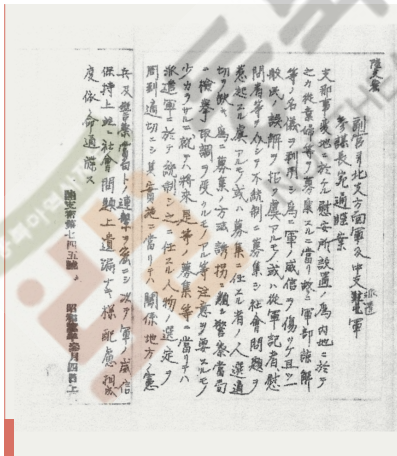 陸支密
副官ヨリ北支方面軍及中支派遣軍
参謀長宛通牒案
支那事変地ニ於ケル慰安所設置ノ為内地ニ於テ
之カ従業婦等ヲ募集スルニ當リ故サラニ軍部諒解
等ノ名儀ヲ利用シ為ニ軍ノ威信ヲ傷ツケ且ツ一
般民ノ誤解ヲ招ク虞アルモノ或ハ従軍記者慰
問者等ヲ介シテ不統制ニ募集シ社會問題ヲ
惹起スル虞アルモノ或ハ募集ニ任スル者ノ人選適
切ヲ欠キ為ニ募集ノ方法誘拐ニ類シ警察當局
ニ検挙取調ヲ受クルモノアル等注意ヲ要スルモノ
少カラサルニ就テハ将来是等ノ募集等ニ當リテハ
派遣軍ニ於テ統制シ之ニ任スル人物ノ選定ヲ
周到適切ニシ其実施ニ當リテハ関係地方ノ憲
兵及警察當局トノ連繋ヲ密ニシ以テ軍ノ威信
保持上並ニ社會問題上遺漏ナキ様配慮相成
度依命通牒ス
陸支密第七四五號 昭和 年 月四日